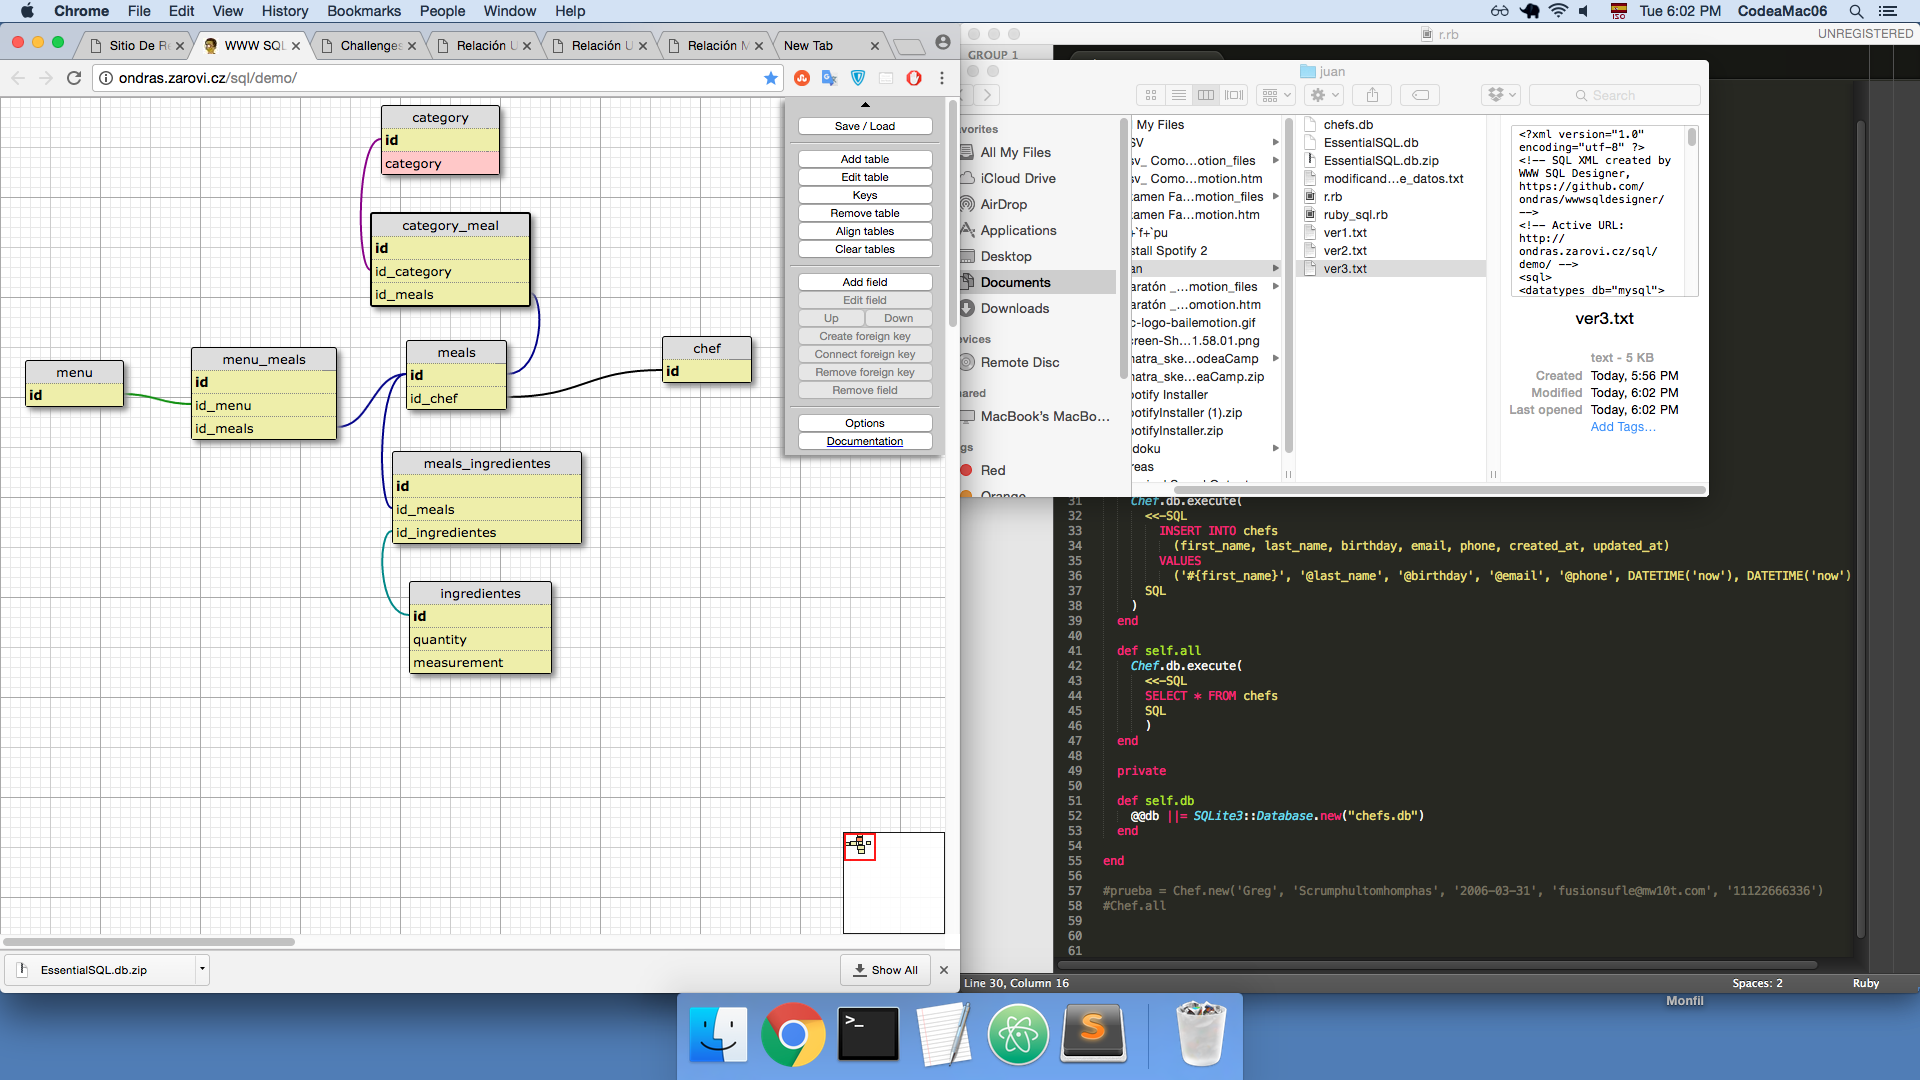 Chrome File Edit View History Bookmarks People Window Help
ISO Tue 6:02 PM CodeaMac06
Sitio De R
WWW SQL
Challenges
Relación U
Relación U
Relación M
New Tab
ondras.zarovi.cz/sql/demo/
category
id
category
category_meal
id
id_category
id_meals
menu
id
menu_meals
id
id_menu
id_meals
meals
id
id_chef
chef
id
meals_ingredientes
id
id_meals
id_ingredientes
ingredientes
id
quantity
measurement
Save / Load
Add table
Edit table
Keys
Remove table
Align tables
Clear tables
Add field
Edit field
Up Down
Create foreign key
Connect foreign key
Remove foreign key
Remove field
Options
Documentation
EssentialSQL.db.zip
Show All
r.rb
UNREGISTERED
GROUP 1
juan
Search
avorites
All My Files
iCloud Drive
AirDrop
Applications
Desktop
Documents
Downloads
evices
Remote Disc
ared
MacBook's MacBo...
gs
Red
Orange
My Files
SV
sv_ Como...otion_files
sv_ Como...motion.htm
kamen Fa...motion_files
kamen Fa...motion.htm
+`f+`pu
stall Spotify 2
an
aratón _...motion_files
aratón _...omotion.htm
c-logo-bailemotion.gif
reen-Sh...1.58.01.png
natra_ske...odeaCamp
natra_ske...eaCamp.zip
potify Installer
potifyInstaller (1).zip
potifyInstaller.zip
doku
reas
chefs.db
EssentialSQL.db
EssentialSQL.db.zip
modificand...e_datos.txt
r.rb
ruby_sql.rb
ver1.txt
ver2.txt
ver3.txt
<?xml version="1.0"
encoding="utf-8" ?>
<!-- SQL XML created by
WWW SQL Designer,
https://github.com/
ondras/wwwsqldesigner/
-->
<!-- Active URL:
http://
ondras.zarovi.cz/sql/
demo/ -->
<sql>
<datatypes db="mysql">
ver3.txt
text - 5 KB
Created Today, 5:56 PM
Modified Today, 6:02 PM
Last opened Today, 6:02 PM
Add Tags...
31 Chef.db.execute(
32 <<-SQL
33 INSERT INTO chefs
34 (first_name, last_name, birthday, email, phone, created_at, updated_at)
35 VALUES
36 ('#{first_name}', '@last_name', '@birthday', '@email', '@phone', DATETIME('now'), DATETIME('now')
37 SQL
38 )
39 end
40
41 def self.all
42 Chef.db.execute(
43 <<-SQL
44 SELECT * FROM chefs
45 SQL
46 )
47 end
48
49 private
50
51 def self.db
52 @@db ||= SQLite3::Database.new("chefs.db")
53 end
54
55 end
56
57 #prueba = Chef.new('Greg', 'Scrumphultomhomphas', '2006-03-31', 'fusionsufle@mw10t.com', '11122666336')
58 #Chef.all
59
60
61
Line 30, Column 16
Spaces: 2
Ruby
Monfil